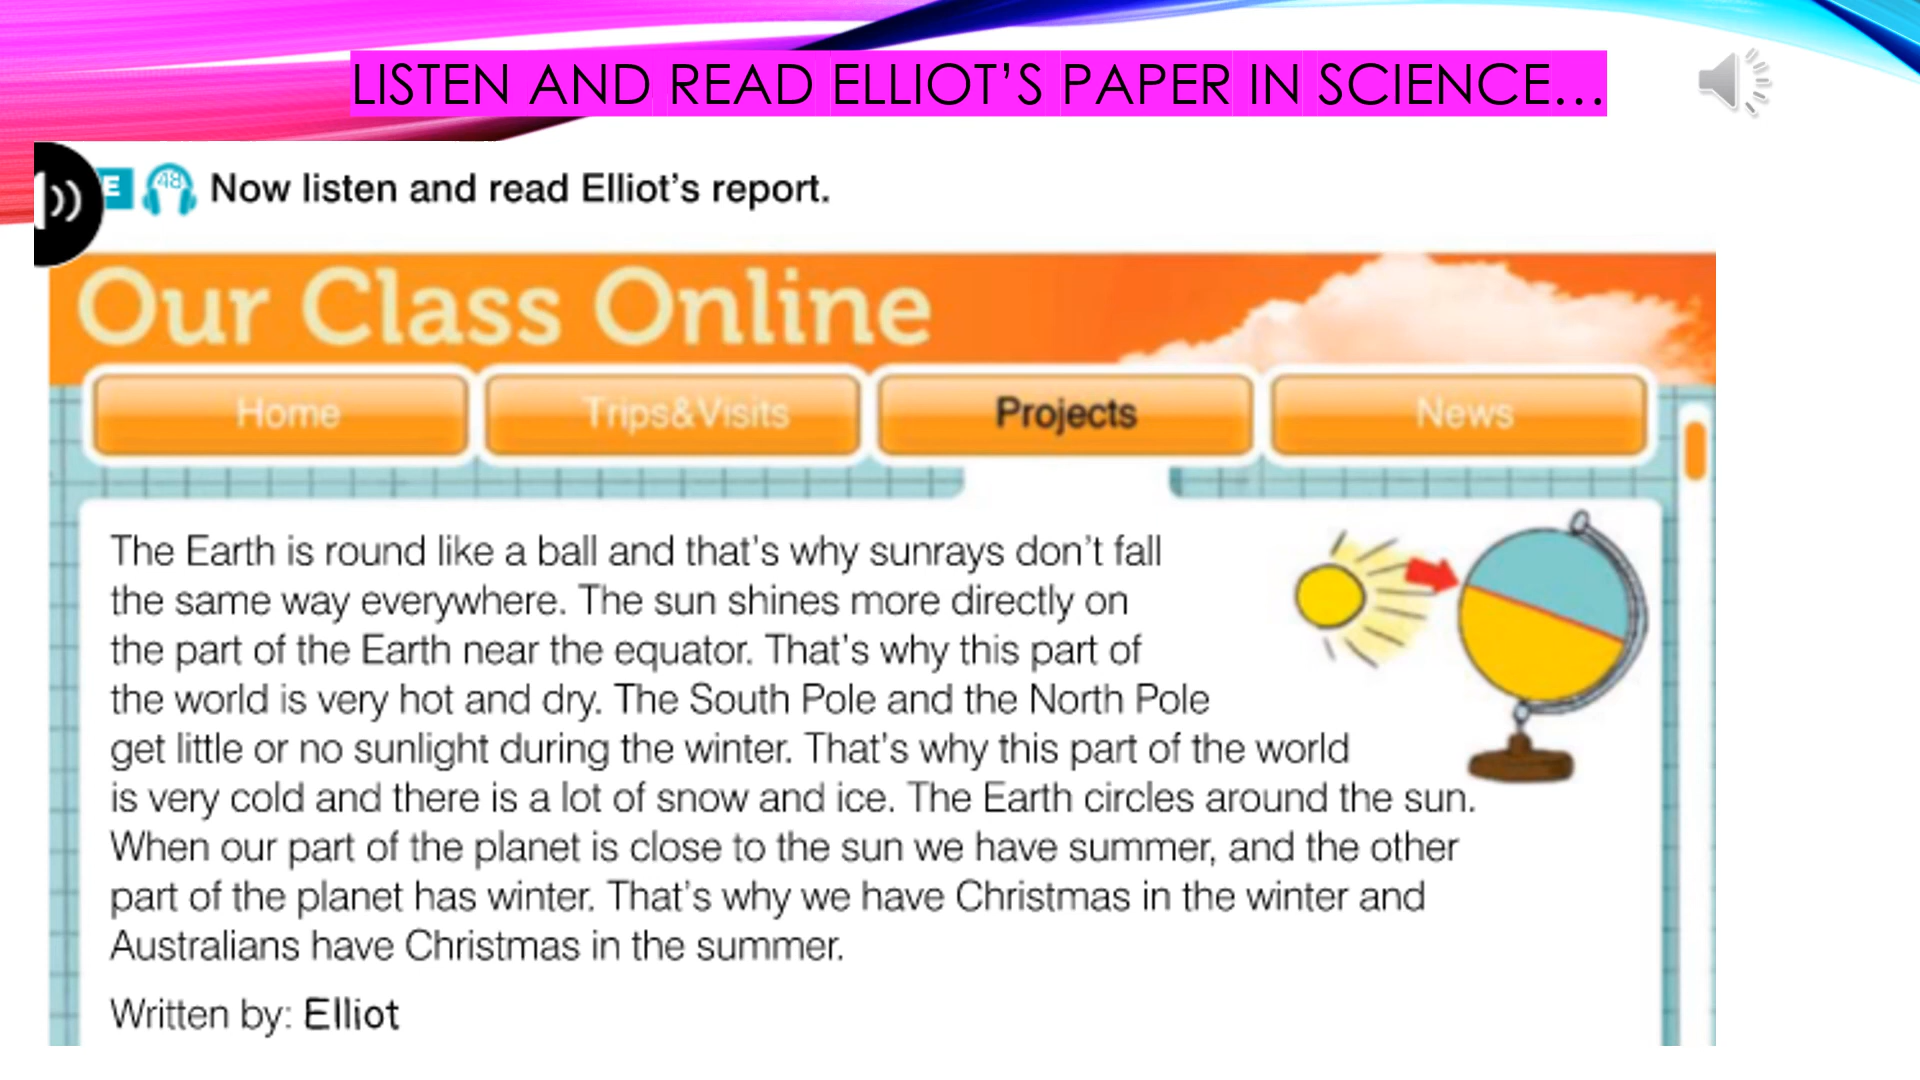 LISTEN AND READ ELLIOT’S PAPER IN SCIENCE…
E 48 Now listen and read Elliot’s report.
Our Class Online
Home Trips&Visits Projects News
The Earth is round like a ball and that’s why sunrays don’t fall
the same way everywhere. The sun shines more directly on
the part of the Earth near the equator. That’s why this part of
the world is very hot and dry. The South Pole and the North Pole
get little or no sunlight during the winter. That’s why this part of the world
is very cold and there is a lot of snow and ice. The Earth circles around the sun.
When our part of the planet is close to the sun we have summer, and the other
part of the planet has winter. That’s why we have Christmas in the winter and
Australians have Christmas in the summer.
Written by: Elliot